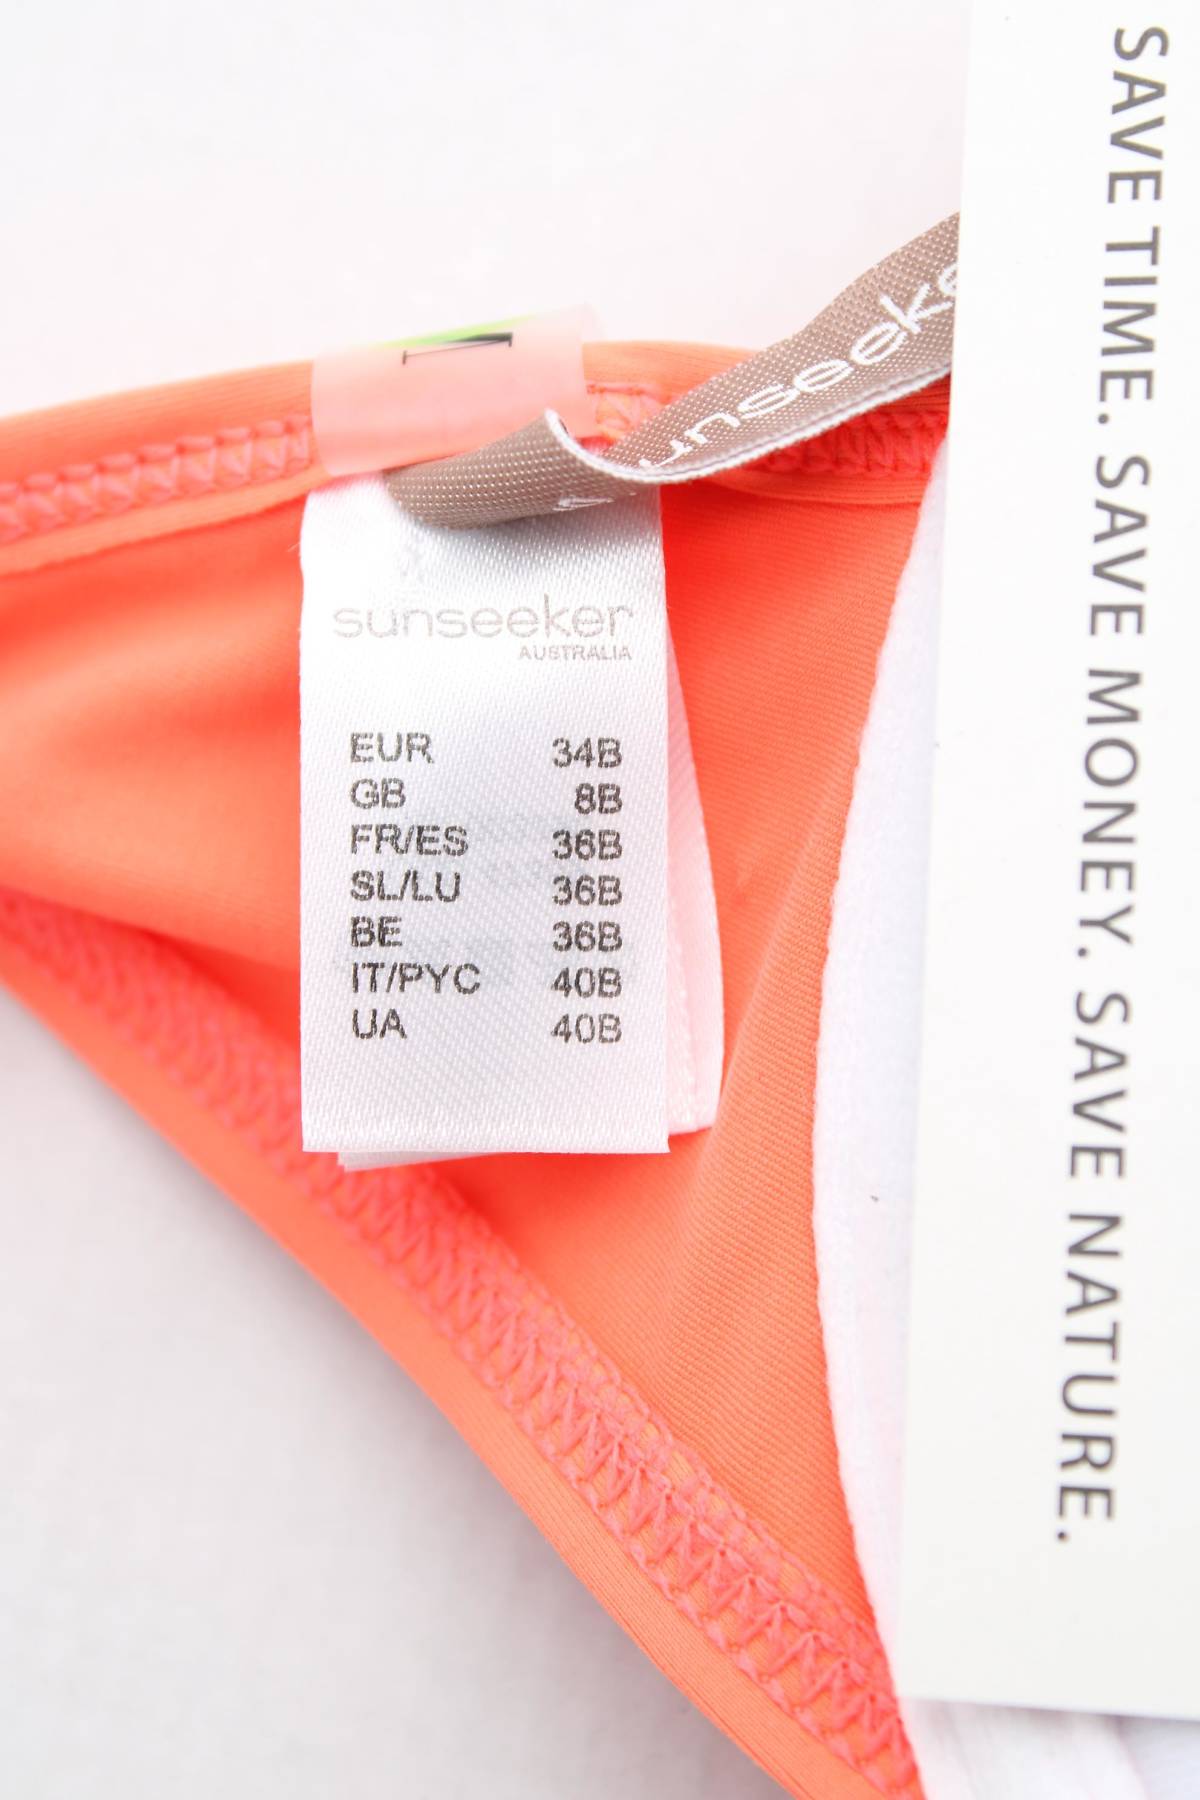 SAVE TIME. SAVE MONEY. SAVE NATURE.
sunseeker
AUSTRALIA
EUR 34B
GB 8B
FR/ES 36B
SL/LU 36B
BE 36B
IT/PYC 40B
UA 40B